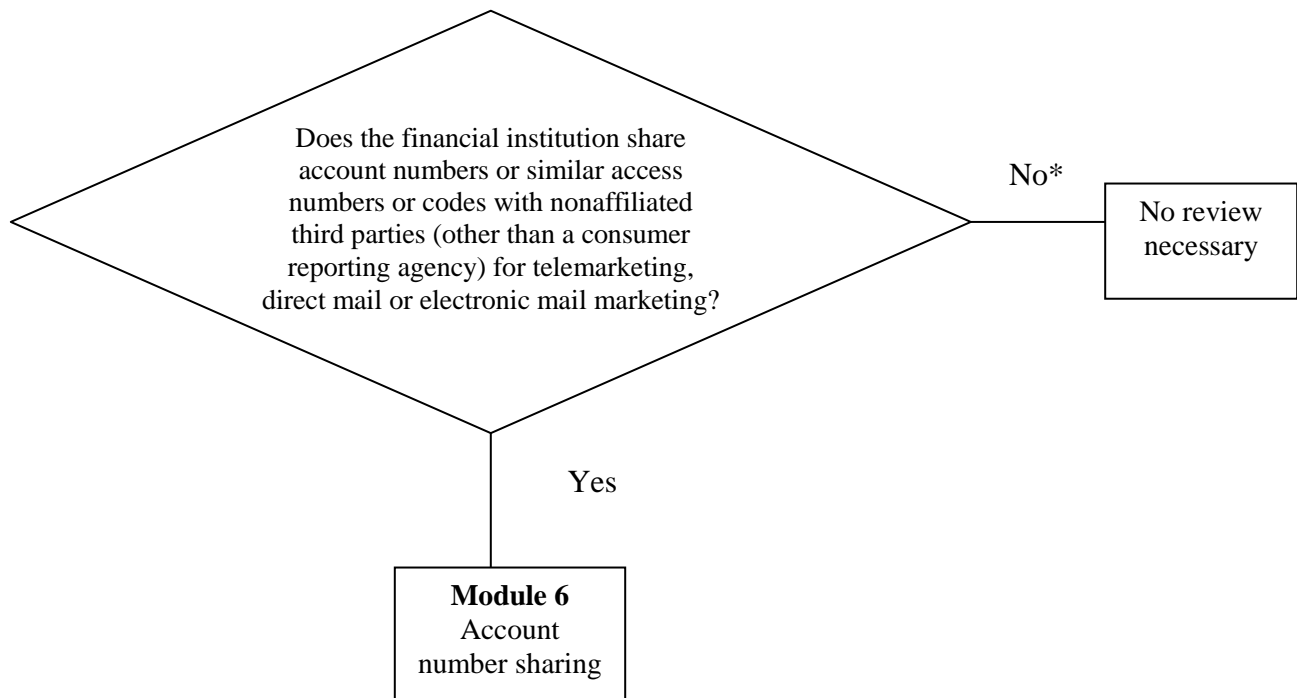 Does the financial institution share
account numbers or similar access
numbers or codes with nonaffiliated
third parties (other than a consumer
reporting agency) for telemarketing,
direct mail or electronic mail marketing?
No*
No review
necessary
Yes
Module 6
Account
number sharing